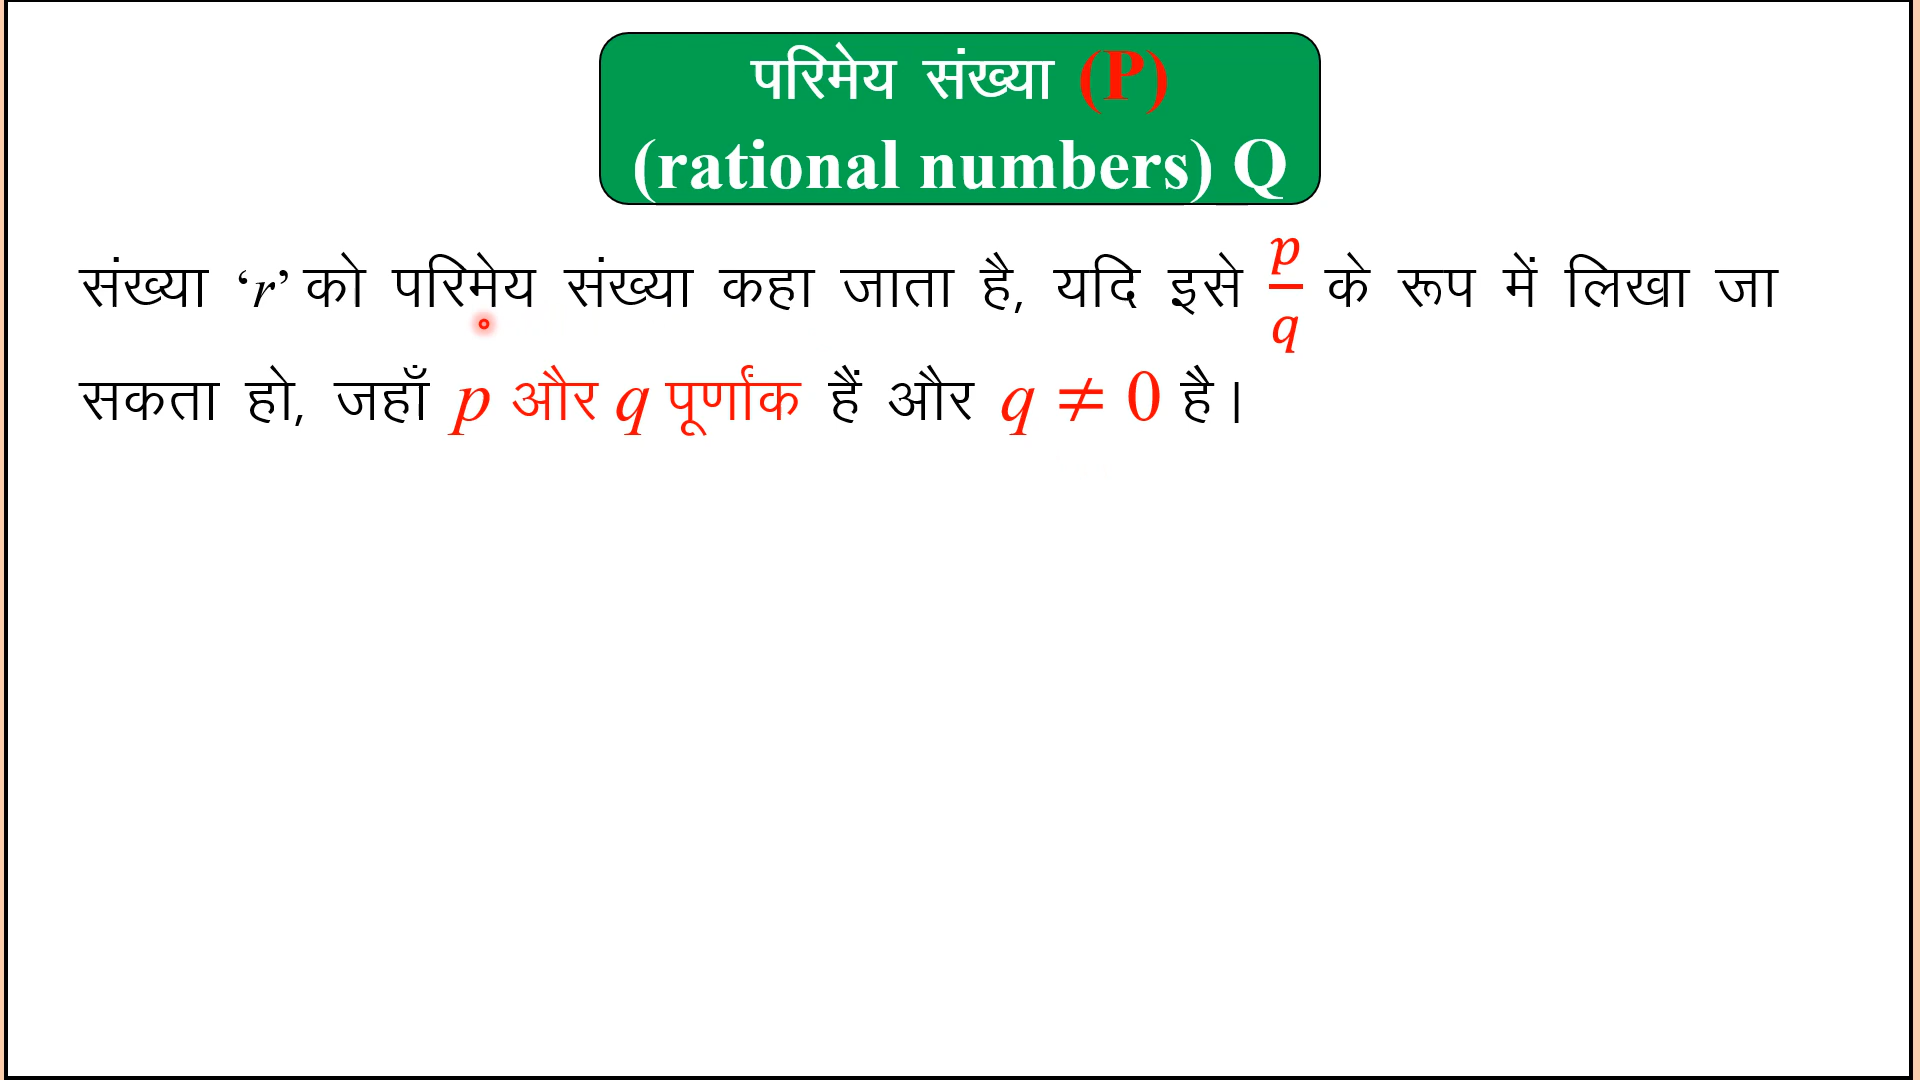 परिमेय संख्या (P)
(rational numbers) Q
संख्या ‘r’ को परिमेय संख्या कहा जाता है, यदि इसे p/q के रूप में लिखा जा
सकता हो, जहाँ p और q पूर्णांक हैं और q ≠ 0 है।